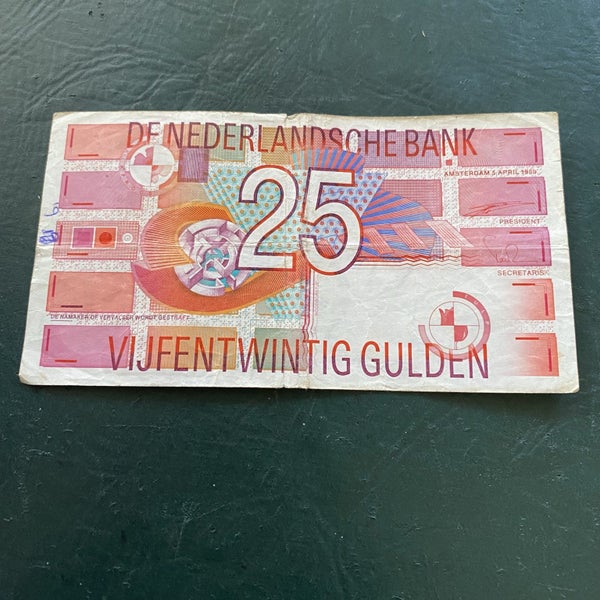 DE NEDERLANDSCHE BANK
25
AMSTERDAM 5 APRIL 1989
PRESIDENT
SECRETARIS
DE NAMAKER OF VERVALSER WORDT GESTRAFT
VIJFENTWINTIG GULDEN